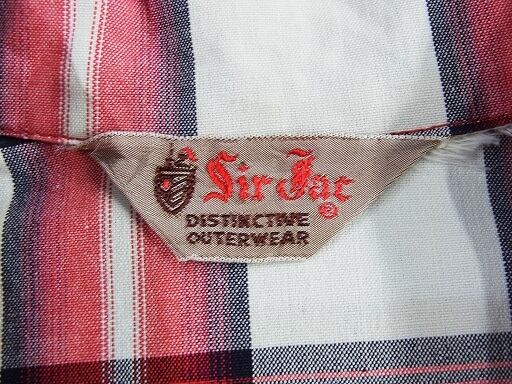 Sir Jac ®
DISTINCTIVE
OUTERWEAR